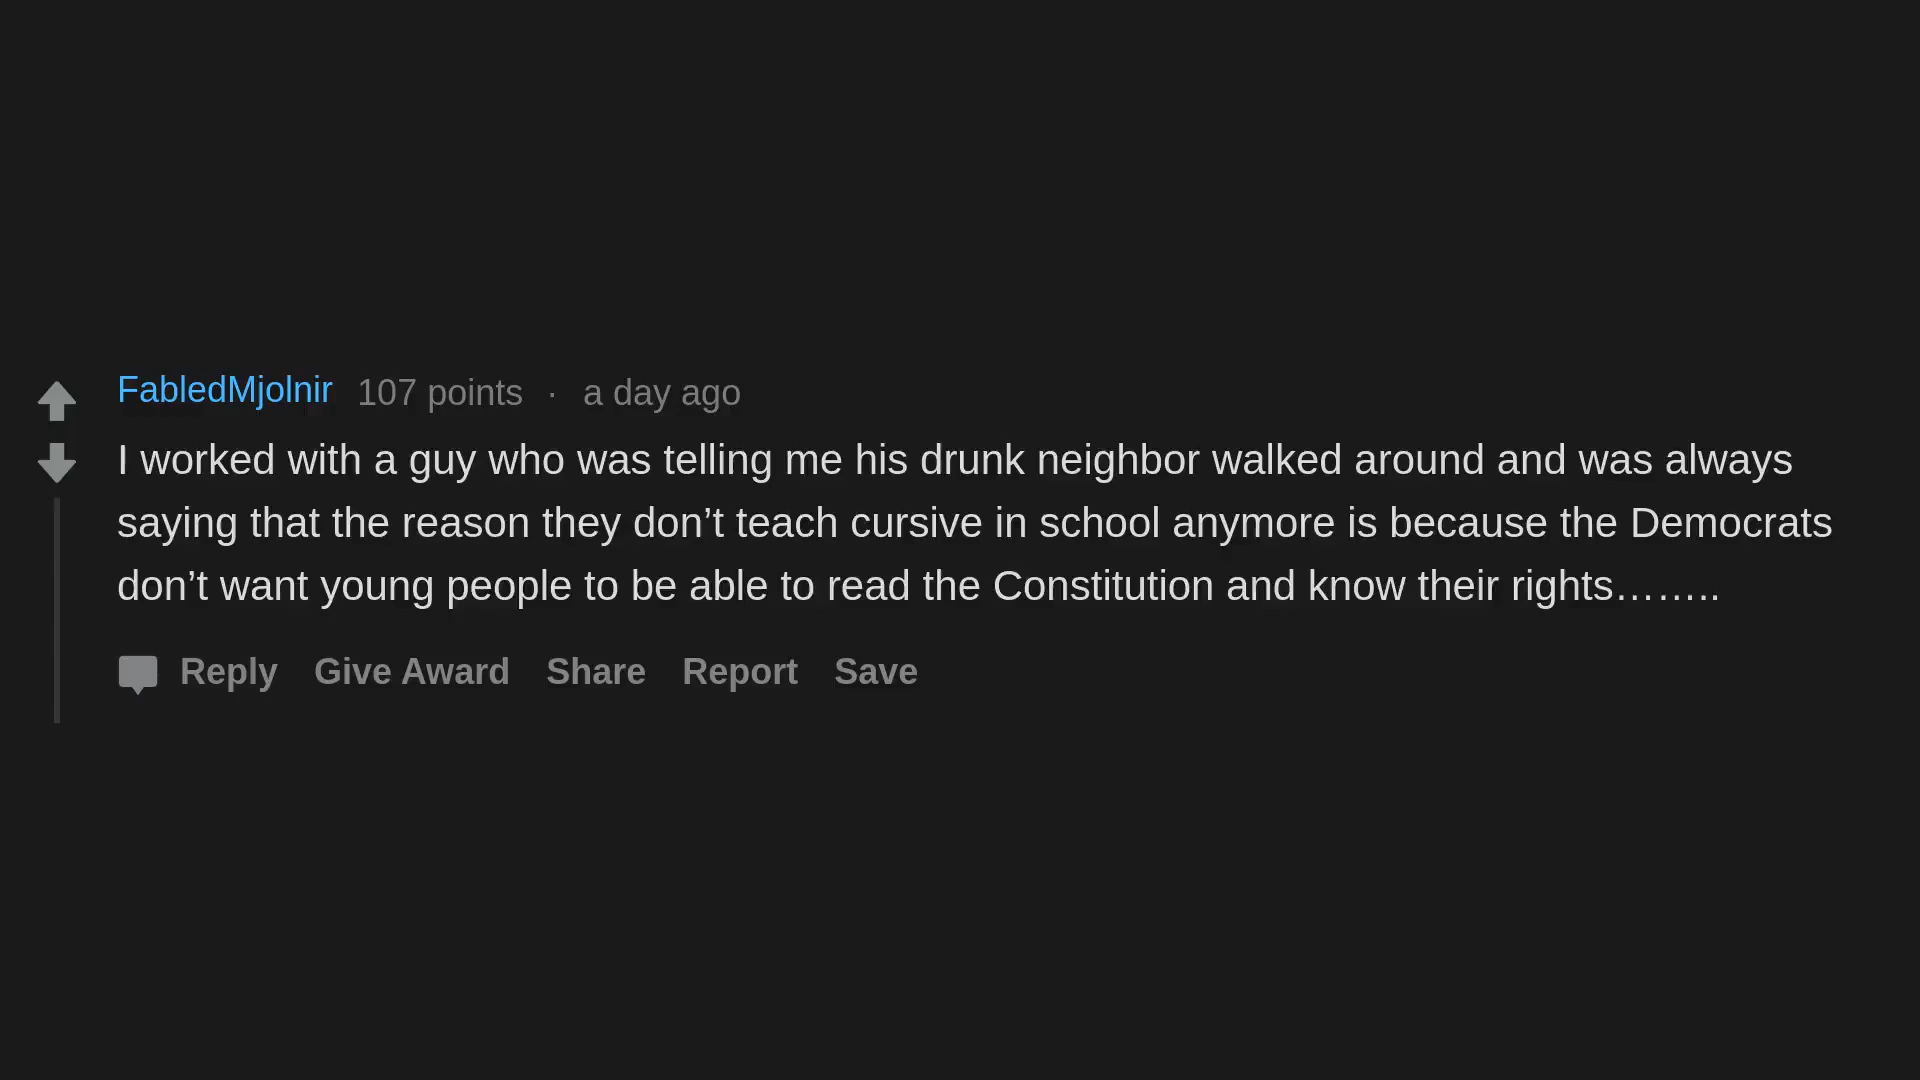 FabledMjolnir 107 points · a day ago
I worked with a guy who was telling me his drunk neighbor walked around and was always
saying that the reason they don’t teach cursive in school anymore is because the Democrats
don’t want young people to be able to read the Constitution and know their rights……..
Reply Give Award Share Report Save